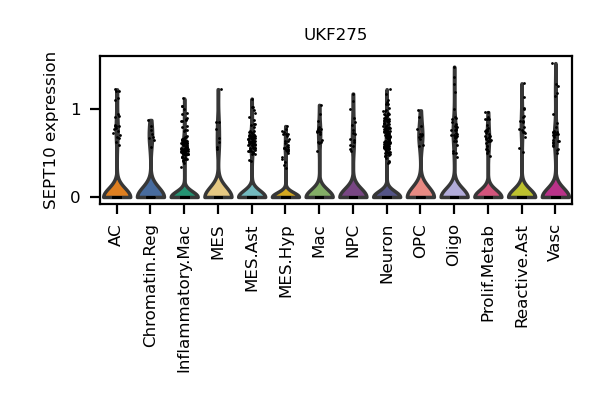 UKF275
SEPT10 expression
1
0
AC
Chromatin.Reg
Inflammatory.Mac
MES
MES.Ast
MES.Hyp
Mac
NPC
Neuron
OPC
Oligo
Prolif.Metab
Reactive.Ast
Vasc